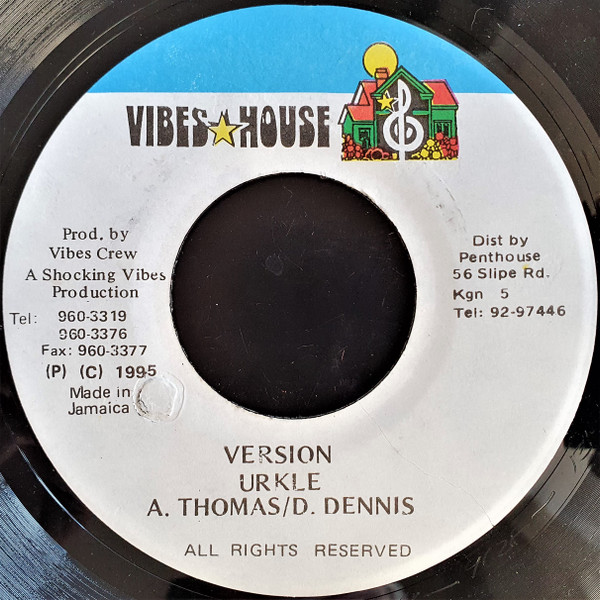 VIBES HOUSE
Prod. by
Vibes Crew
A Shocking Vibes
Production
Tel: 960-3319
960-3376
Fax: 960-3377
(P) (C) 1995
Made in
Jamaica
Dist by
Penthouse
56 Slipe Rd.
Kgn 5
Tel: 92-97446
VERSION
URKLE
A. THOMAS/D. DENNIS
ALL RIGHTS RESERVED